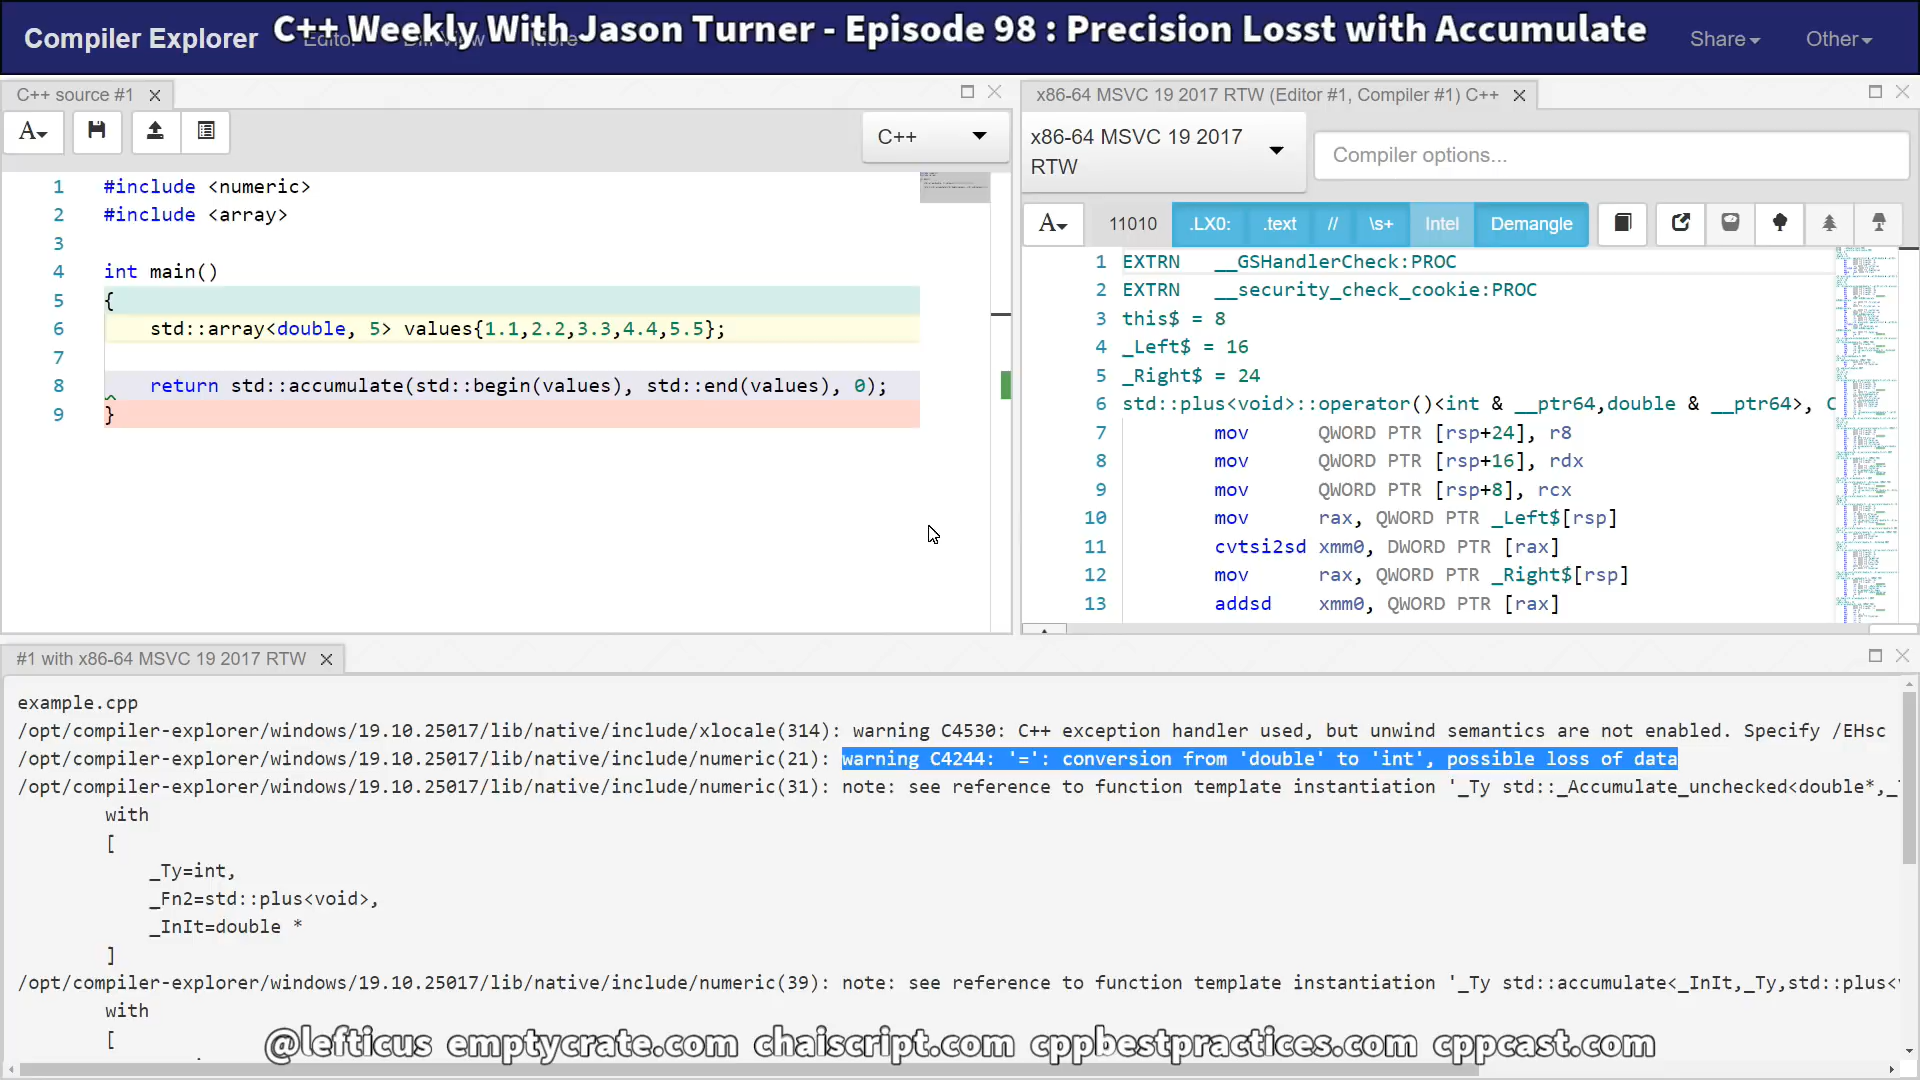 C++ Weekly With Jason Turner - Episode 98 : Precision Losst with Accumulate
Compiler Explorer
Share
Other
C++ source #1
x86-64 MSVC 19 2017 RTW (Editor #1, Compiler #1) C++
A
C++
x86-64 MSVC 19 2017
RTW
Compiler options...
A 11010 .LX0: .text // \s+ Intel Demangle
1 #include <numeric>
2 #include <array>
3
4 int main()
5 {
6 std::array<double, 5> values{1.1,2.2,3.3,4.4,5.5};
7
8 return std::accumulate(std::begin(values), std::end(values), 0);
9 }
1 EXTRN __GSHandlerCheck:PROC
2 EXTRN __security_check_cookie:PROC
3 this$ = 8
4 _Left$ = 16
5 _Right$ = 24
6 std::plus<void>::operator()<int & __ptr64,double & __ptr64>, C
7 mov QWORD PTR [rsp+24], r8
8 mov QWORD PTR [rsp+16], rdx
9 mov QWORD PTR [rsp+8], rcx
10 mov rax, QWORD PTR _Left$[rsp]
11 cvtsi2sd xmm0, DWORD PTR [rax]
12 mov rax, QWORD PTR _Right$[rsp]
13 addsd xmm0, QWORD PTR [rax]
#1 with x86-64 MSVC 19 2017 RTW
example.cpp
/opt/compiler-explorer/windows/19.10.25017/lib/native/include/xlocale(314): warning C4530: C++ exception handler used, but unwind semantics are not enabled. Specify /EHsc
/opt/compiler-explorer/windows/19.10.25017/lib/native/include/numeric(21): warning C4244: '=': conversion from 'double' to 'int', possible loss of data
/opt/compiler-explorer/windows/19.10.25017/lib/native/include/numeric(31): note: see reference to function template instantiation '_Ty std::_Accumulate_unchecked<double*,_
with
[
_Ty=int,
_Fn2=std::plus<void>,
_InIt=double *
]
/opt/compiler-explorer/windows/19.10.25017/lib/native/include/numeric(39): note: see reference to function template instantiation '_Ty std::accumulate<_InIt,_Ty,std::plus<
with
[
@lefticus emptycrate.com chaiscript.com cppbestpractices.com cppcast.com